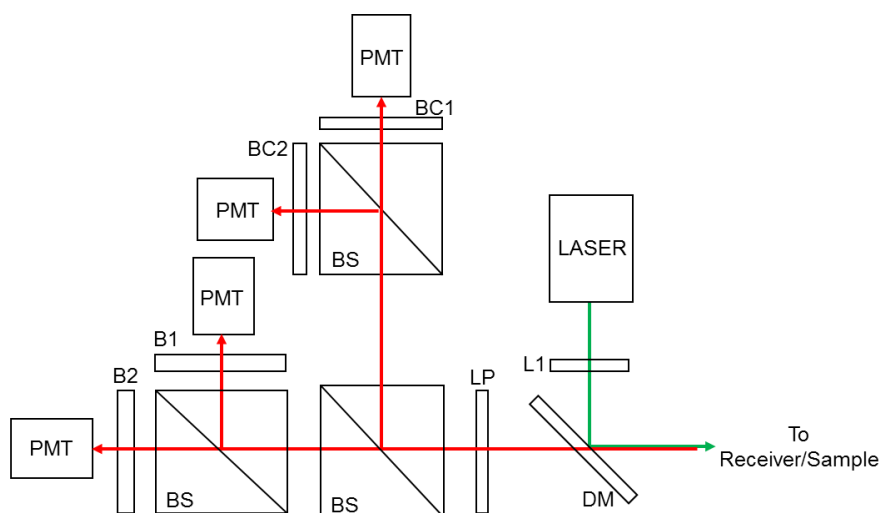 PMT
BC1
BC2
PMT
BS
LASER
PMT
B1
L1
B2
LP
PMT
BS
BS
DM
To
Receiver/Sample